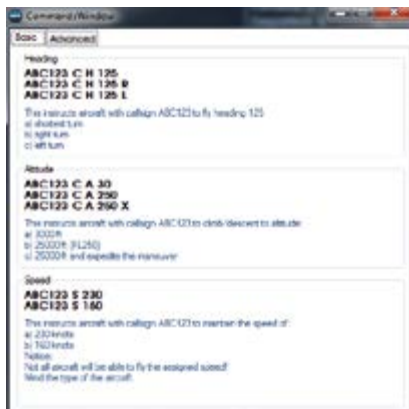 Command Window
Basic Advanced
Heading
ABC123 C H 125
ABC123 C H 125 R
ABC123 C H 125 L
This instructs aircraft with callsign ABC123 to fly heading 125
a) shortest turn
b) right turn
c) left turn
Altitude
ABC123 C A 30
ABC123 C A 250
ABC123 C A 250 X
This instructs aircraft with callsign ABC123 to climb/descent to altitude:
a) 3000ft
b) 25000ft (FL250)
c) 25000ft and expedite the maneuver
Speed
ABC123 S 230
ABC123 S 160
This instructs aircraft with callsign ABC123 to maintain the speed of:
a) 230 knots
b) 160 knots
Notice:
Not all aircraft will be able to fly the assigned speed!
Mind the type of the aircraft.